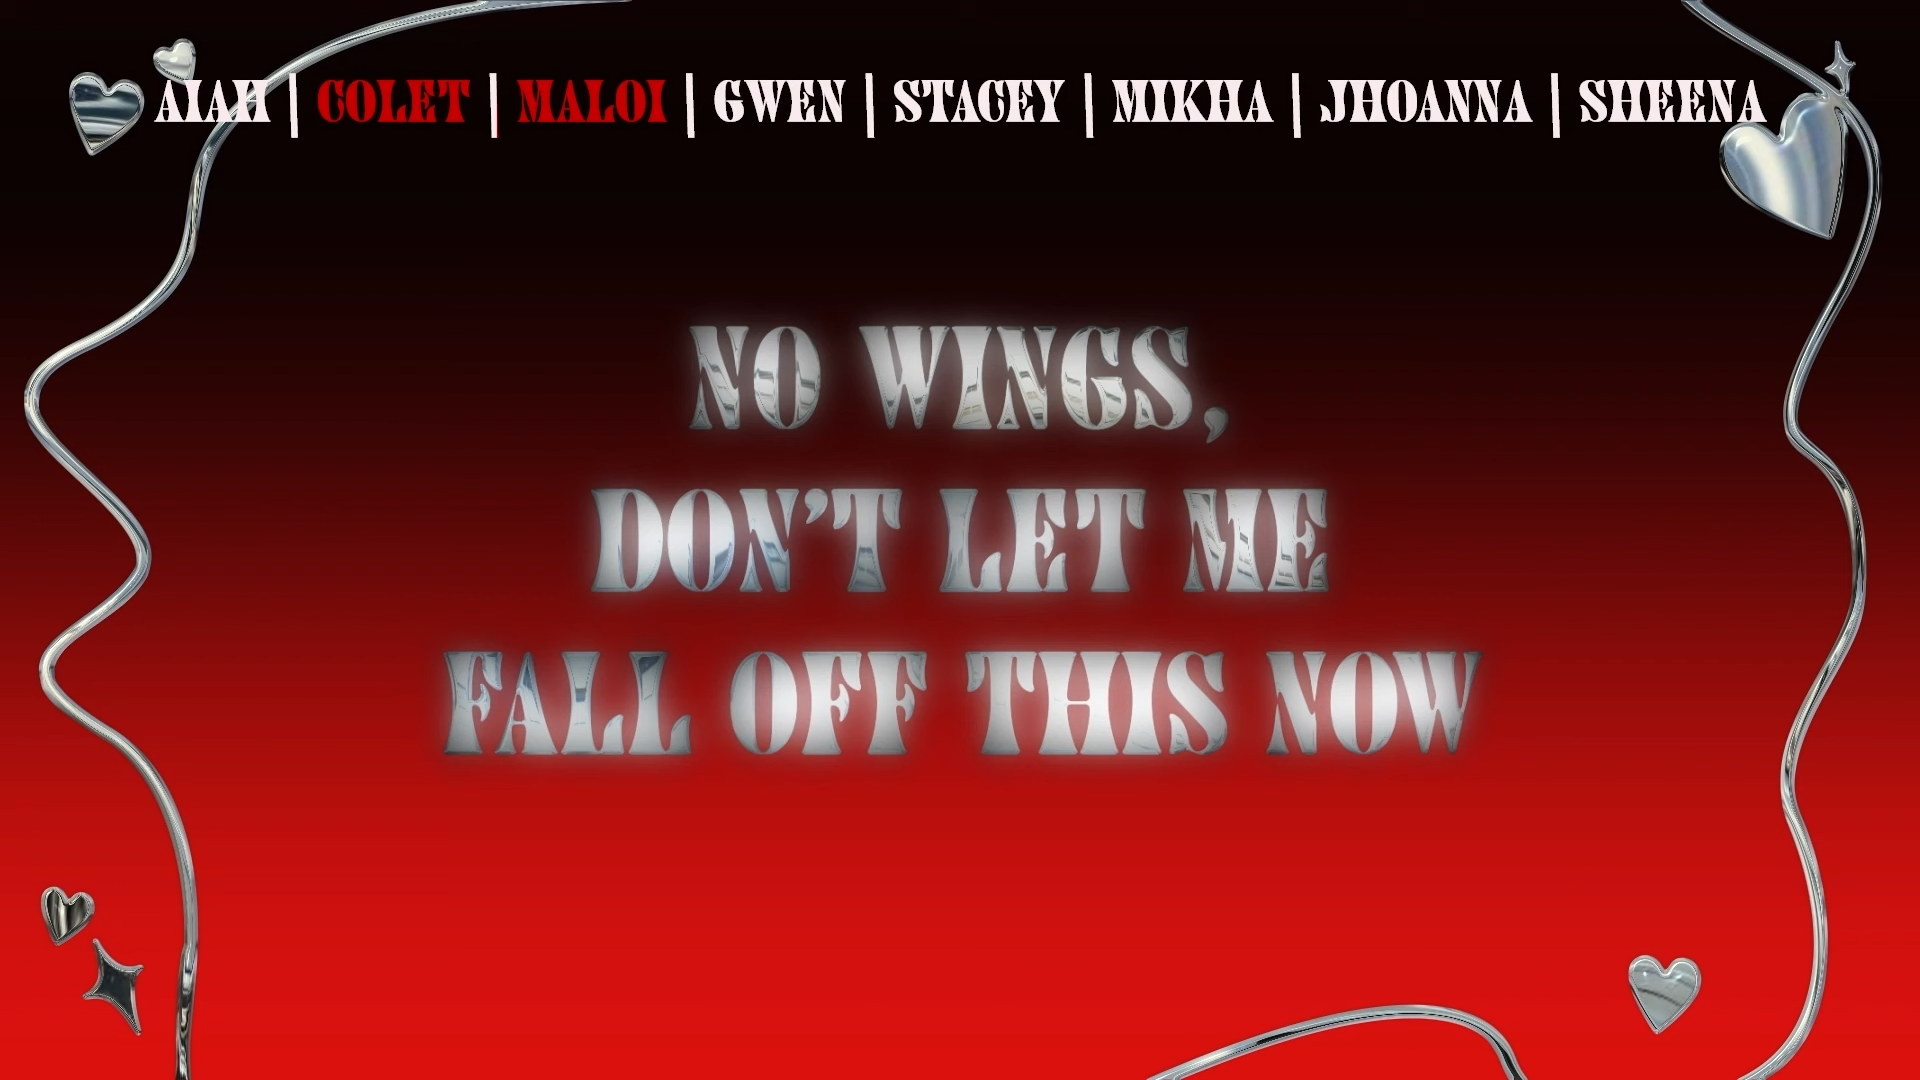 AIAH | COLET | MALOI | GWEN | STACEY | MIKHA | JHOANNA | SHEENA
NO WINGS,
DON'T LET ME
FALL OFF THIS NOW